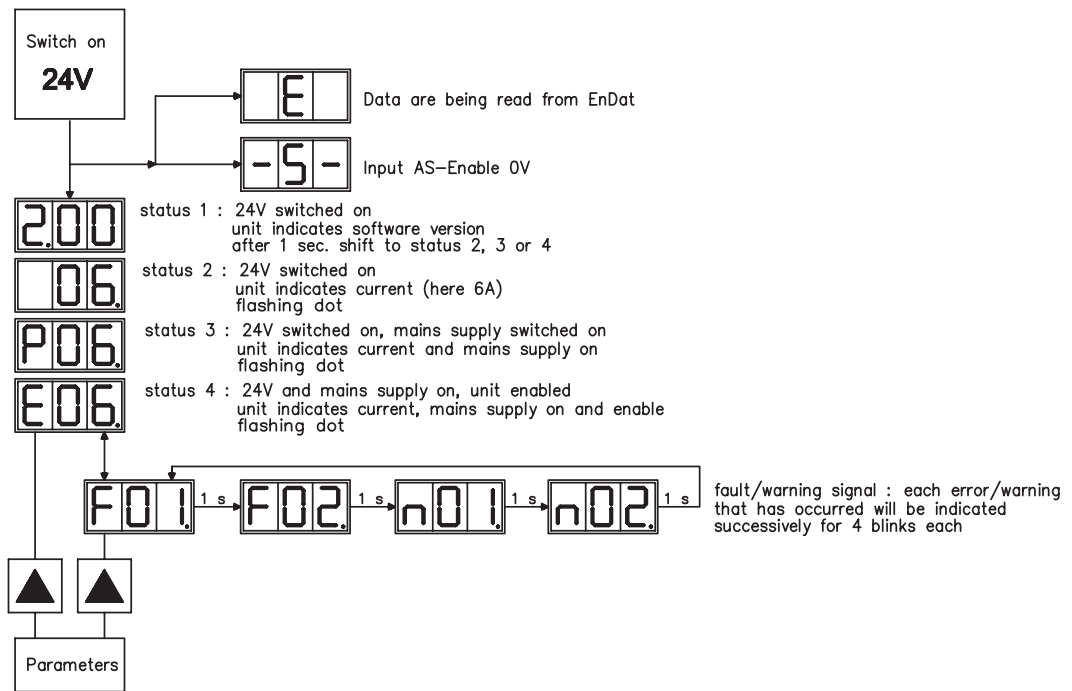 Switch on
24V
E
Data are being read from EnDat
-S-
Input AS-Enable 0V
2.00
status 1 : 24V switched on
unit indicates software version
after 1 sec. shift to status 2, 3 or 4
06.
status 2 : 24V switched on
unit indicates current (here 6A)
flashing dot
P06.
status 3 : 24V switched on, mains supply switched on
unit indicates current and mains supply on
flashing dot
E06.
status 4 : 24V and mains supply on, unit enabled
unit indicates current, mains supply on and enable
flashing dot
F01. 1 s F02. 1 s n01. 1 s n02. 1 s
fault/warning signal : each error/warning
that has occurred will be indicated
successively for 4 blinks each
Parameters